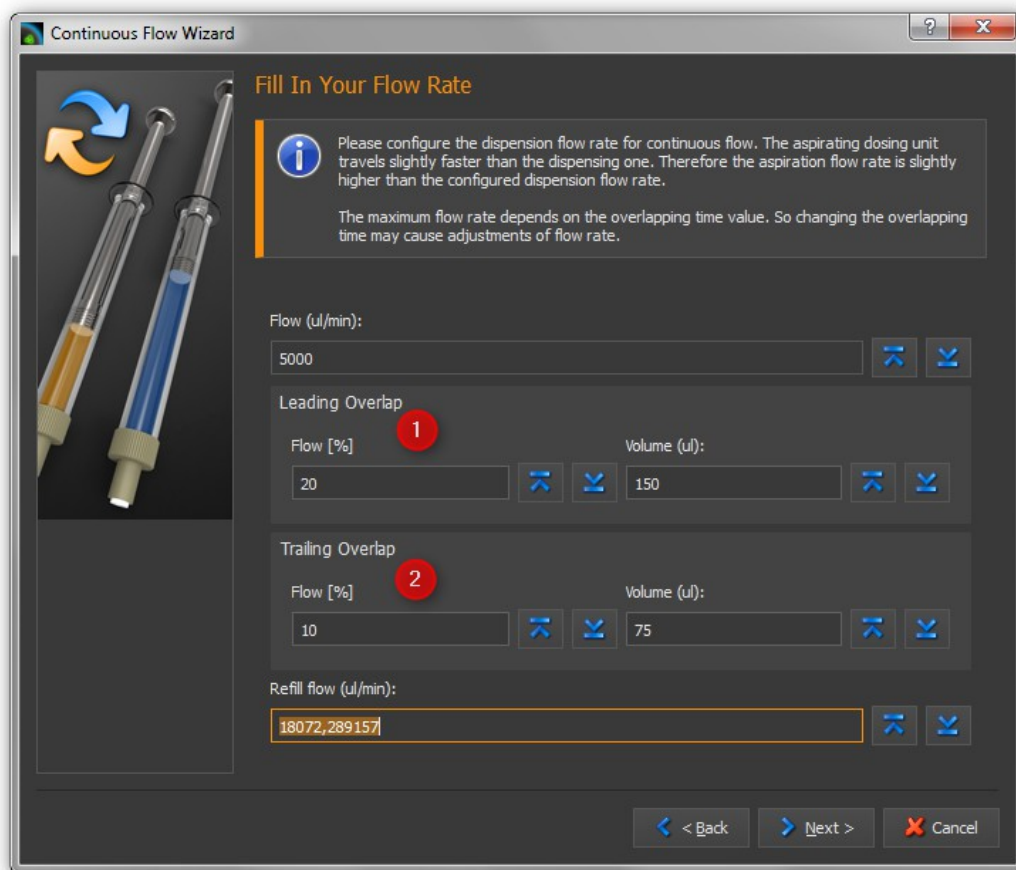 Continuous Flow Wizard
?
Fill In Your Flow Rate
i
Please configure the dispension flow rate for continuous flow. The aspirating dosing unit
travels slightly faster than the dispensing one. Therefore the aspiration flow rate is slightly
higher than the configured dispension flow rate.
The maximum flow rate depends on the overlapping time value. So changing the overlapping
time may cause adjustments of flow rate.
Flow (ul/min):
5000
Leading Overlap
1
Flow [%]
Volume (ul):
20
150
Trailing Overlap
2
Flow [%]
Volume (ul):
10
75
Refill flow (ul/min):
18072,289157
< Back
Next >
Cancel